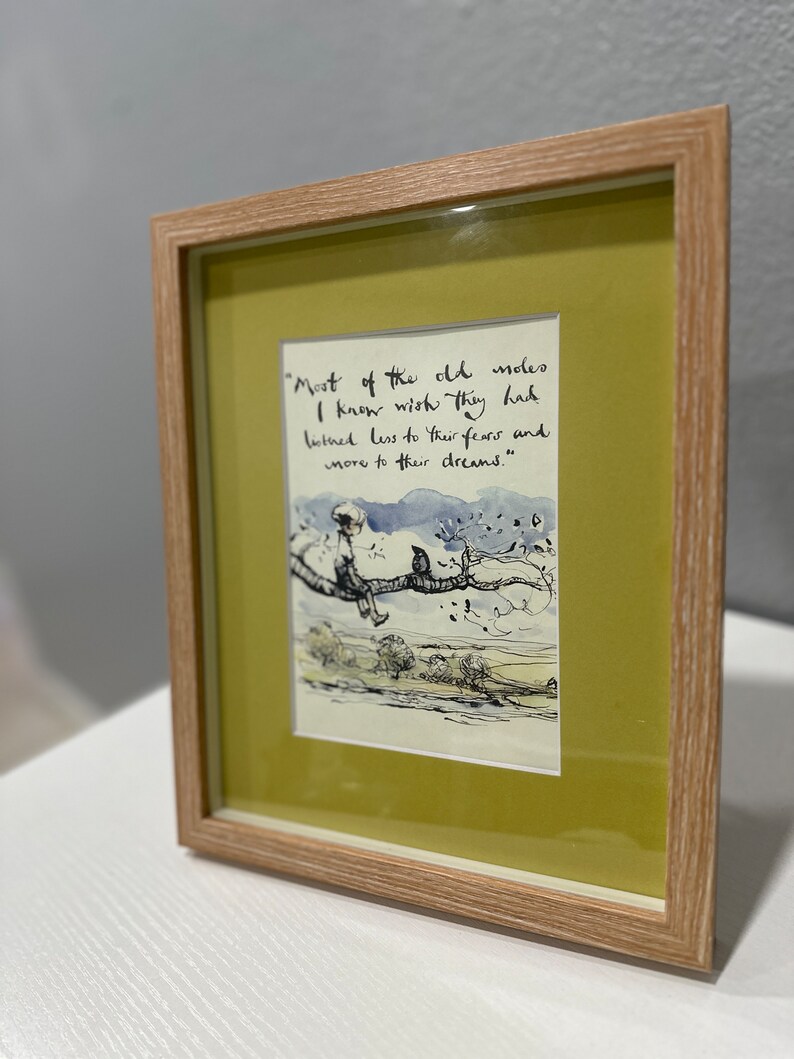 "Most of the old moles
I know wish they had
listened less to their fears and
more to their dreams."